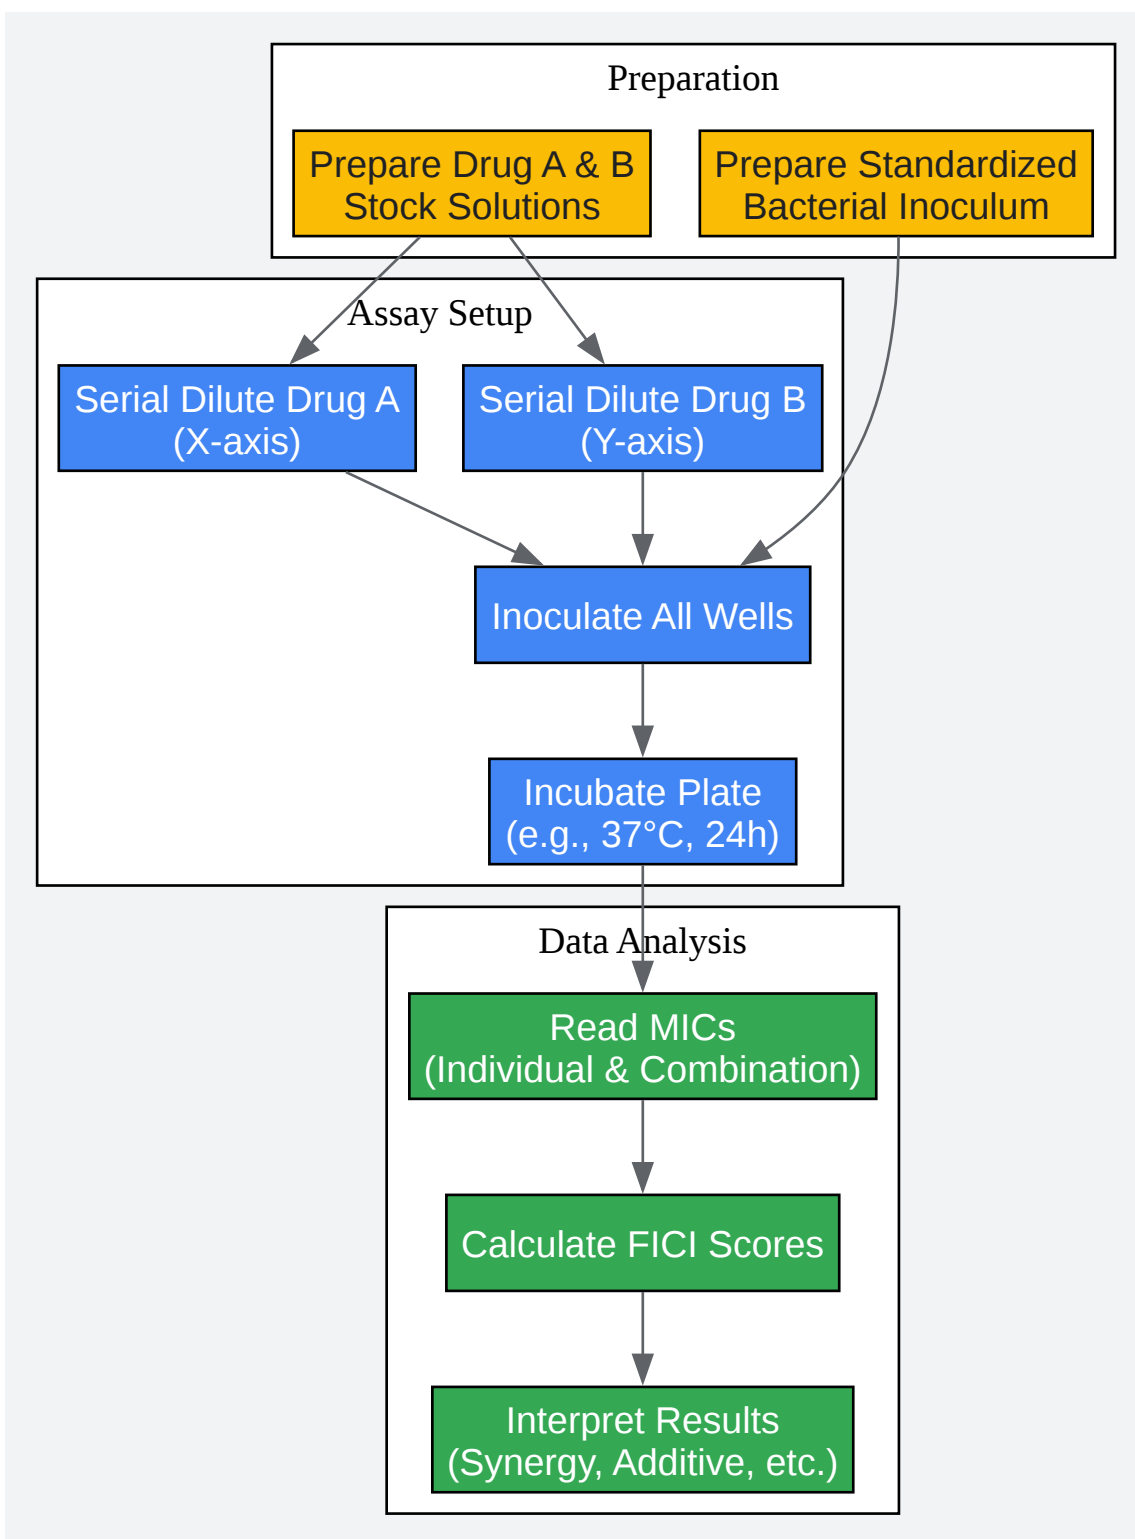 Preparation
Prepare Drug A & B
Stock Solutions
Prepare Standardized
Bacterial Inoculum
Assay Setup
Serial Dilute Drug A
(X-axis)
Serial Dilute Drug B
(Y-axis)
Inoculate All Wells
Incubate Plate
(e.g., 37°C, 24h)
Data Analysis
Read MICs
(Individual & Combination)
Calculate FICI Scores
Interpret Results
(Synergy, Additive, etc.)